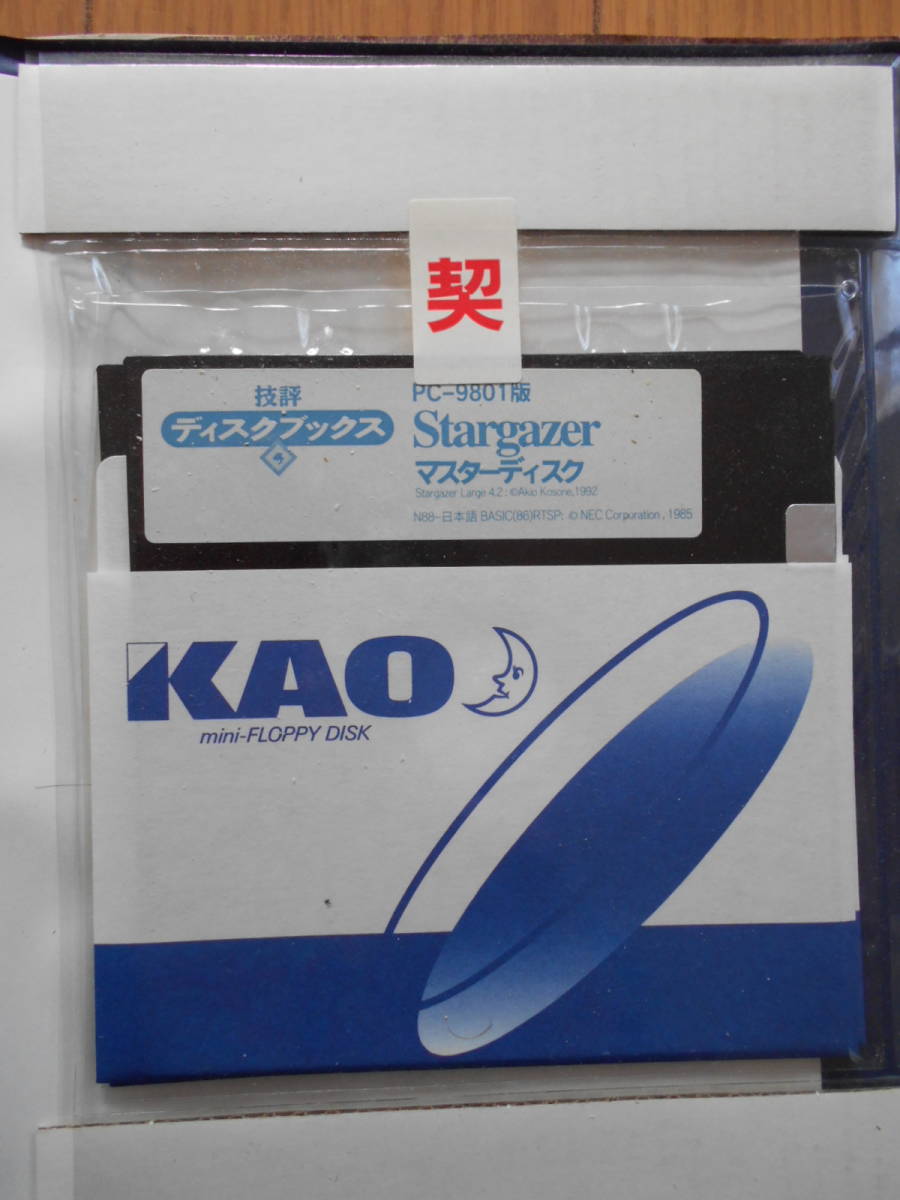 契
技評
ディスクブックス
PC-9801版
Stargazer
マスターディスク
Stargazer Large 4.2 : ©Akio Kosone, 1992
N88-日本語 BASIC(86)RTSP: © NEC Corporation, 1985
KAO
mini-FLOPPY DISK